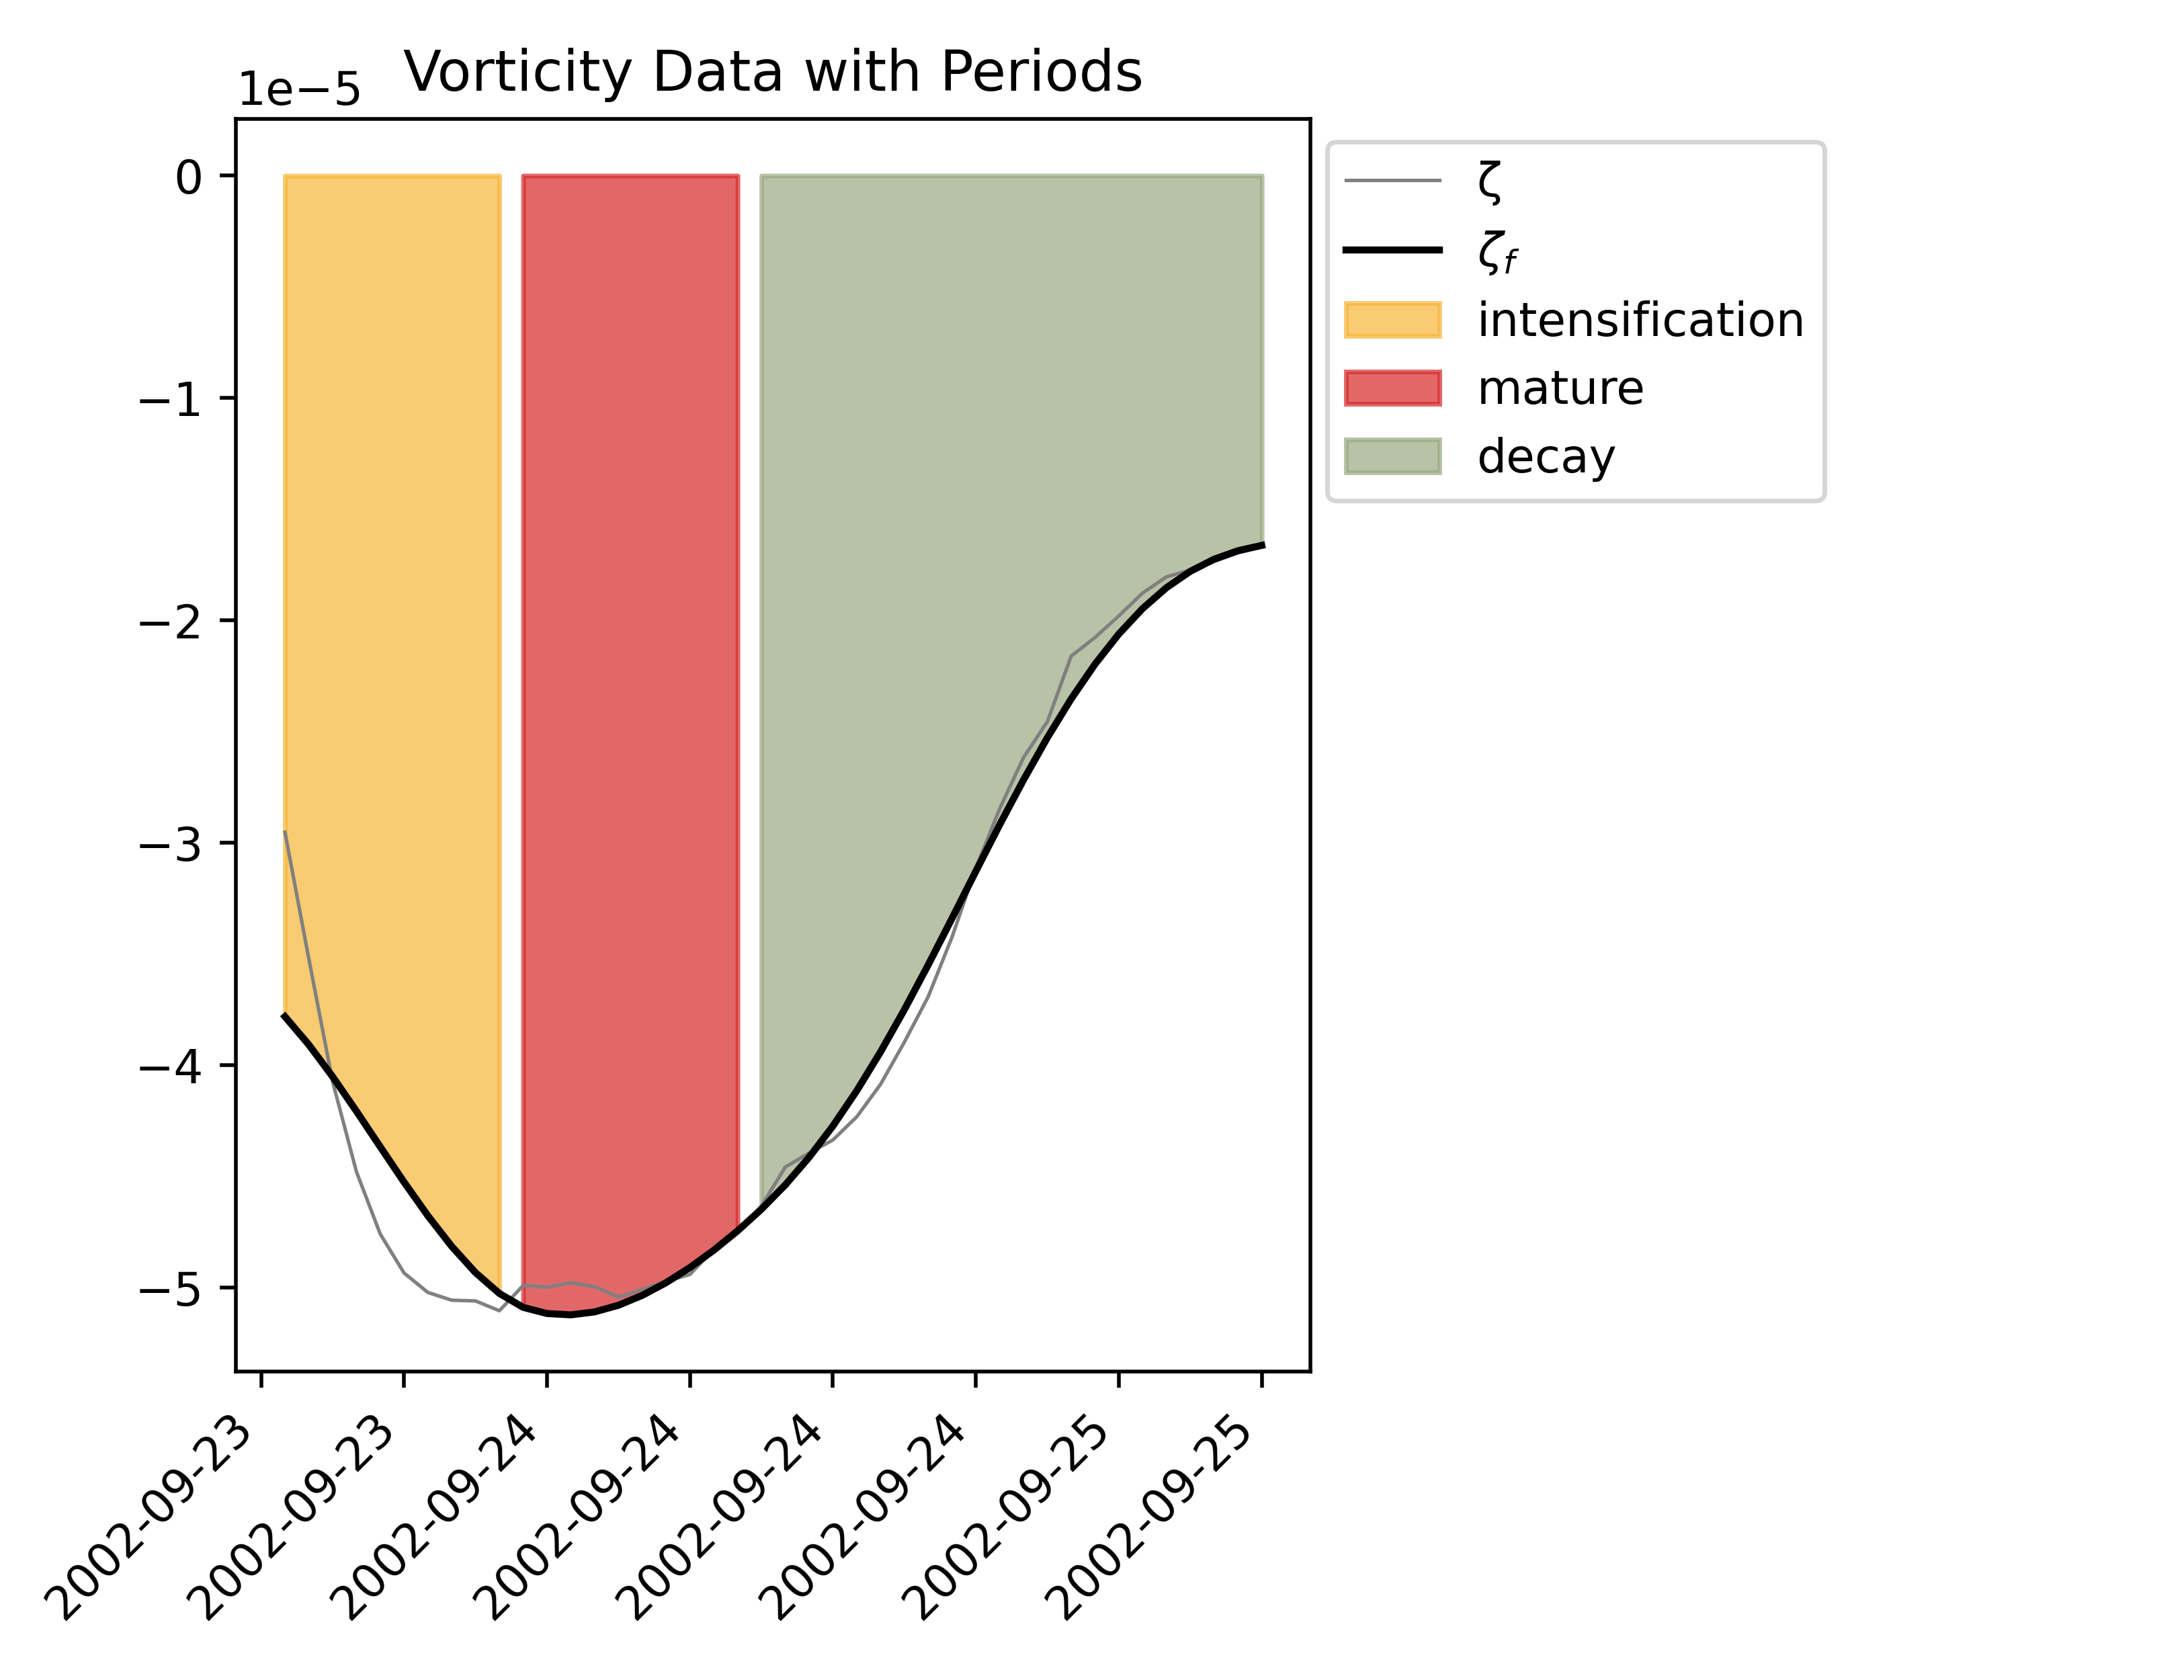 Vorticity Data with Periods
1e−5
0
−1
−2
−3
−4
−5
2002-09-23
2002-09-23
2002-09-24
2002-09-24
2002-09-24
2002-09-24
2002-09-25
2002-09-25
ζ
ζf
intensification
mature
decay